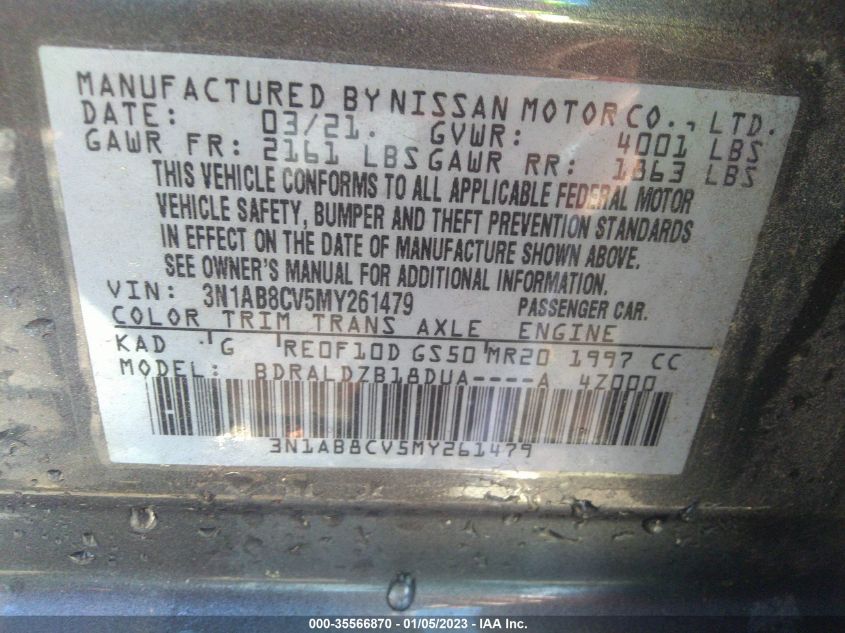 MANUFACTURED BY NISSAN MOTOR CO., LTD.
DATE: 03/21. GVWR: 4001 LBS
GAWR FR: 2161 LBS GAWR RR: 1863 LBS
THIS VEHICLE CONFORMS TO ALL APPLICABLE FEDERAL MOTOR
VEHICLE SAFETY, BUMPER AND THEFT PREVENTION STANDARDS
IN EFFECT ON THE DATE OF MANUFACTURE SHOWN ABOVE.
SEE OWNER'S MANUAL FOR ADDITIONAL INFORMATION.
VIN: 3N1AB8CV5MY261479 PASSENGER CAR.
COLOR TRIM TRANS AXLE ENGINE
KAD G RE0F10D GS50 MR20 1997 CC
MODEL: BDRALDZB18DUA----A 4Z000
3N1AB8CV5MY261479
000-35566870 - 01/05/2023 - IAA Inc.